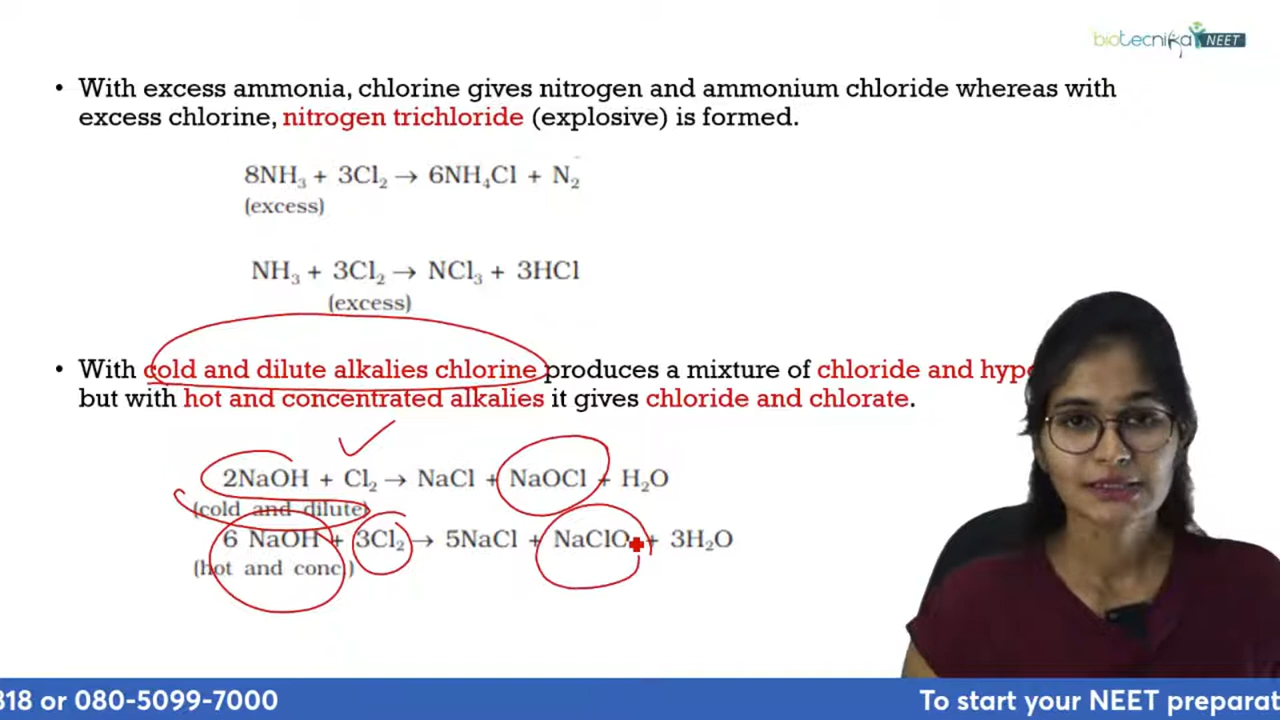 biotecnika NEET
• With excess ammonia, chlorine gives nitrogen and ammonium chloride whereas with
excess chlorine, nitrogen trichloride (explosive) is formed.
8NH₃ + 3Cl₂ → 6NH₄Cl + N₂
(excess)
NH₃ + 3Cl₂ → NCl₃ + 3HCl
(excess)
• With cold and dilute alkalies chlorine produces a mixture of chloride and
but with hot and concentrated alkalies it gives chloride and chlorate.
2NaOH + Cl₂ → NaCl + NaOCl + H₂O
(cold and dilute)
6 NaOH + 3Cl₂ → 5NaCl + NaClO + 3H₂O
(hot and conc.)
318 or 080-5099-7000
To start your NEET